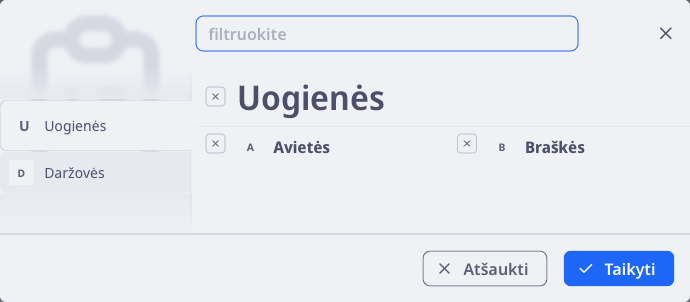 filtruokite
Uogienės
U Uogienės
A Avietės B Braškės
D Daržovės
Atšaukti Taikyti